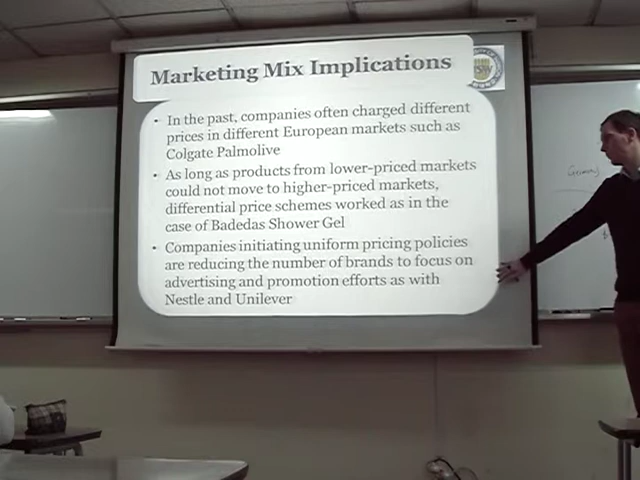 Marketing Mix Implications
• In the past, companies often charged different
prices in different European markets such as
Colgate Palmolive
• As long as products from lower-priced markets
could not move to higher-priced markets,
differential price schemes worked as in the
case of Badedas Shower Gel
• Companies initiating uniform pricing policies
are reducing the number of brands to focus on
advertising and promotion efforts as with
Nestle and Unilever